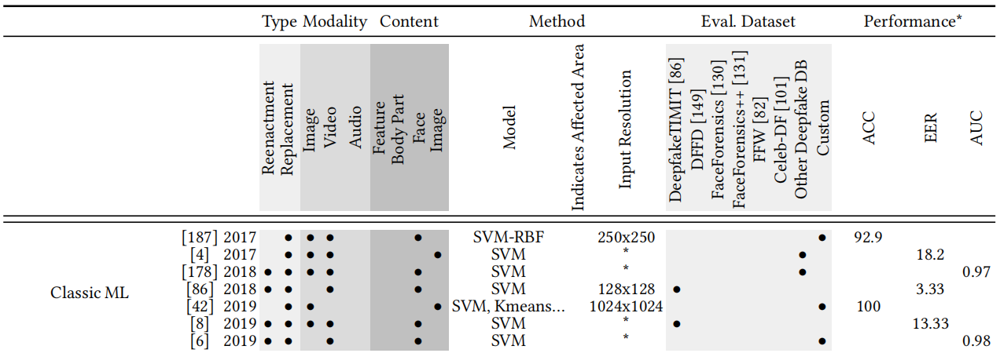 Type Modality Content Method Eval. Dataset Performance*
Reenactment Replacement Image Video Audio Feature Body Part Face Image Model Indicates Affected Area Input Resolution DeepfakeTIMIT [86] DFFD [149] FaceForensics [130] FaceForensics++ [131] FFW [82] Celeb-DF [101] Other Deepfake DB Custom ACC EER AUC
[187] 2017 ● ● ● ● SVM-RBF 250x250 ● 92.9
[4] 2017 ● ● ● ● SVM * ● 18.2
[178] 2018 ● ● ● ● ● SVM * ● 0.97
Classic ML [86] 2018 ● ● ● ● SVM 128x128 ● 3.33
[42] 2019 ● ● ● SVM, Kmeans... 1024x1024 ● 100
[8] 2019 ● ● ● ● ● SVM * ● 13.33
[6] 2019 ● ● ● ● SVM * ● 0.98